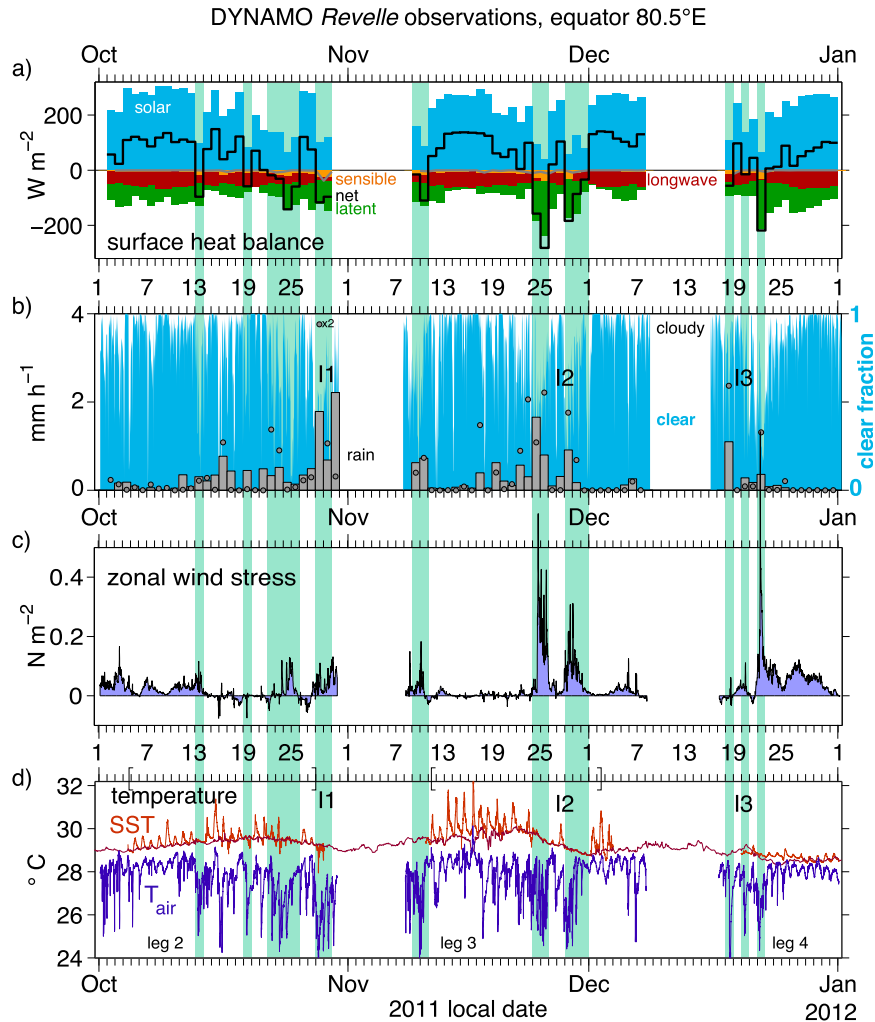 DYNAMO Revelle observations, equator 80.5°E
Oct Nov Dec Jan
a)
200
0
−200
W m−2
solar
sensible
net
latent
longwave
surface heat balance
1 7 13 19 25 1 7 13 19 25 1 7 13 19 25 1
b)
4
2
0
mm h−1
x2
I1
rain
I2
cloudy
clear
I3
1
0
clear fraction
Oct Nov Dec Jan
c)
zonal wind stress
0.4
0.2
0
N m−2
1 7 13 19 25 1 7 13 19 25 1 7 13 19 25 1
d)
32
30
28
26
24
° C
temperature
I1
I2
I3
SST
Tair
leg 2
leg 3
leg 4
Oct Nov Dec Jan
2011 local date
2012